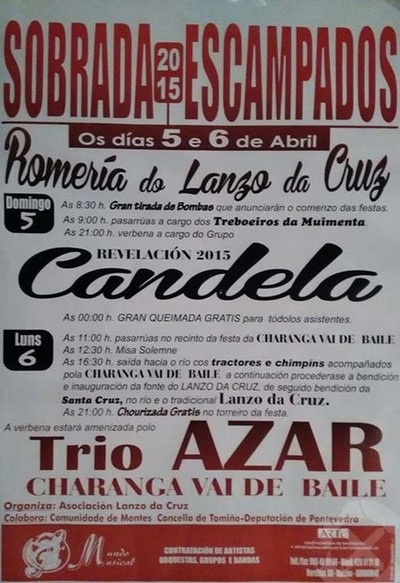 SOBRADA 2015 ESCAMPADOS
Os días 5 e 6 de Abril
Romería do Lanzo da Cruz
Domingo 5
As 8:30 h. Gran tirada de Bombas que anunciarán o comenzo das festas.
As 9:00 h. pasarrúas a cargo dos Treboeiros da Muimenta.
As 21:00 h. verbena a cargo do Grupo
REVELACIÓN 2015
Candela
As 00:00 h. GRAN QUEIMADA GRATIS para tódolos asistentes.
Luns 6
As 11:00 h. pasarrúas no recinto da festa da CHARANGA VAI DE BAILE
As 12:30 h. Misa Solemne
As 16:30 h. saída hacia o río cos tractores e chimpíns acompañados
pola CHARANGA VAI DE BAILE a continuación procederase a bendición
e inauguración da fonte do LANZO DA CRUZ, de seguido bendición da
Santa Cruz, no río e o tradicional Lanzo da Cruz.
As 21:00 h. Chourizada Gratis no torreiro da festa.
A verbena estará amenizada polo
Trio AZAR
CHARANGA VAI DE BAILE
Organiza: Asociación Lanzo da Cruz
Colabora: Comunidade de Montes Concello de Tomiño-Deputación de Pontevedra
Mundo Musical
CONTRATACIÓN DE ARTISTAS
ORQUESTAS, GRUPOS E BANDAS